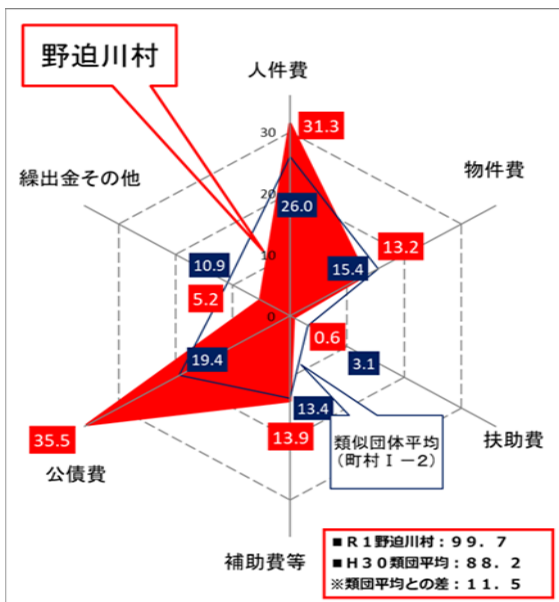 野迫川村
人件費
31.3
30
繰出金その他
物件費
20
26.0
13.2
10
10.9
15.4
5.2
0
0.6
19.4
3.1
13.4
35.5
13.9
類似団体平均
(町村Ⅰ－2)
扶助費
公債費
補助費等
■R1野迫川村：99．7
■H30類団平均：88．2
※類団平均との差：11．5